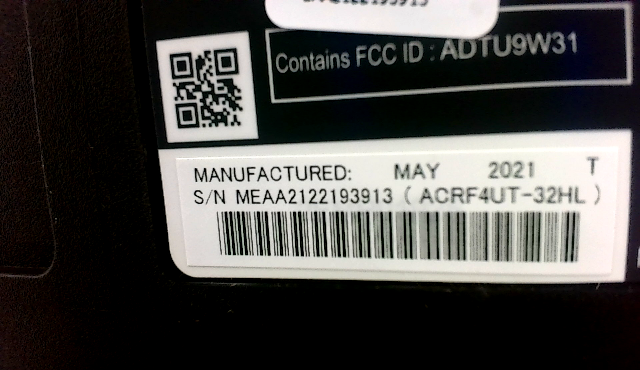 Contains FCC ID : ADTU9W31
MANUFACTURED: MAY 2021 T
S/N MEAA2122193913 ( ACRF4UT-32HL )